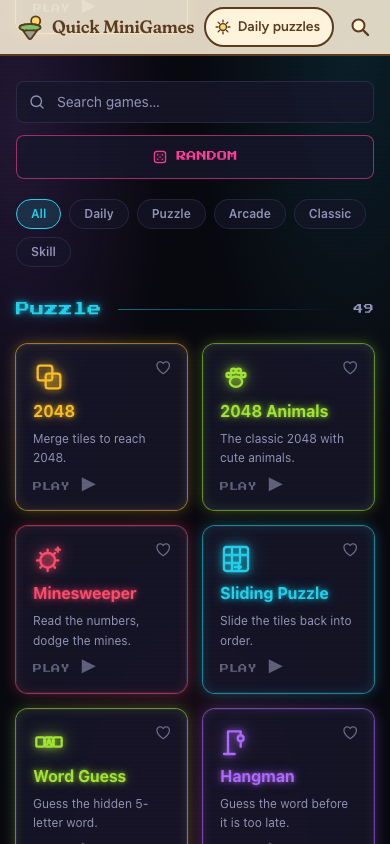 PLAY
Quick MiniGames
Daily puzzles
Search games...
RANDOM
All
Daily
Puzzle
Arcade
Classic
Skill
Puzzle
49
2048
Merge tiles to reach
2048.
PLAY
2048 Animals
The classic 2048 with
cute animals.
PLAY
Minesweeper
Read the numbers,
dodge the mines.
PLAY
Sliding Puzzle
Slide the tiles back into
order.
PLAY
Word Guess
Guess the hidden 5-
letter word.
Hangman
Guess the word before
it is too late.